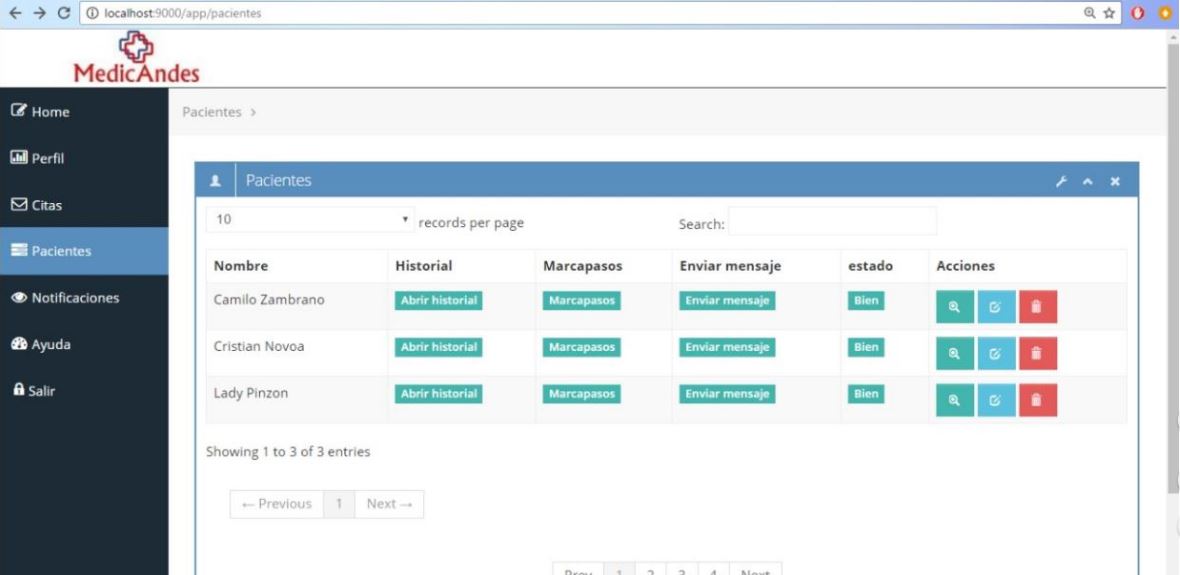 localhost:9000/app/pacientes
MedicAndes
Home
Perfil
Citas
Pacientes
Notificaciones
Ayuda
Salir
Pacientes >
Pacientes
10 records per page Search:
Nombre Historial Marcapasos Enviar mensaje estado Acciones
Camilo Zambrano Abrir historial Marcapasos Enviar mensaje Bien
Cristian Novoa Abrir historial Marcapasos Enviar mensaje Bien
Lady Pinzon Abrir historial Marcapasos Enviar mensaje Bien
Showing 1 to 3 of 3 entries
← Previous 1 Next →
Prev 1 2 3 4 Next